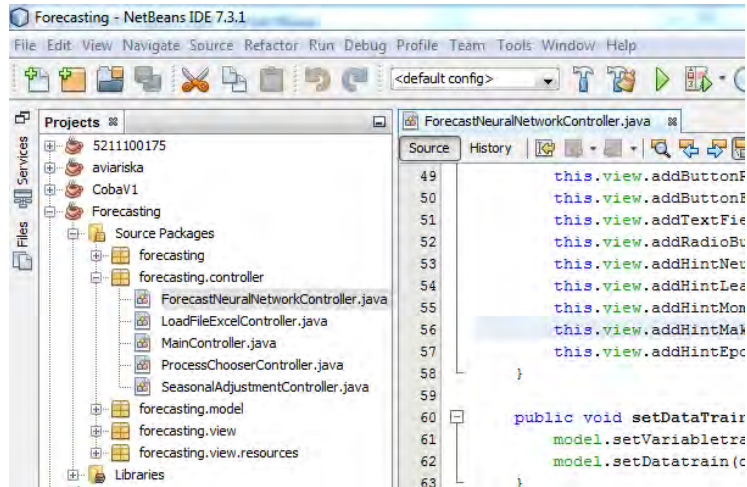 Forecasting - NetBeans IDE 7.3.1
File Edit View Navigate Source Refactor Run Debug Profile Team Tools Window Help
<default config>
Projects
Services
Files
5211100175
aviariska
CobaV1
Forecasting
Source Packages
forecasting
forecasting.controller
ForecastNeuralNetworkController.java
LoadFileExcelController.java
MainController.java
ProcessChooserController.java
SeasonalAdjustmentController.java
forecasting.model
forecasting.view
forecasting.view.resources
Libraries
ForecastNeuralNetworkController.java
Source History
49 this.view.addButton
50 this.view.addButton
51 this.view.addTextFie
52 this.view.addRadioBu
53 this.view.addHintNeu
54 this.view.addHintLea
55 this.view.addHintMon
56 this.view.addHintMak
57 this.view.addHintEpo
58 }
59
60 public void setDataTrain
61 model.setVariabletra
62 model.setDatatrain(
63 }